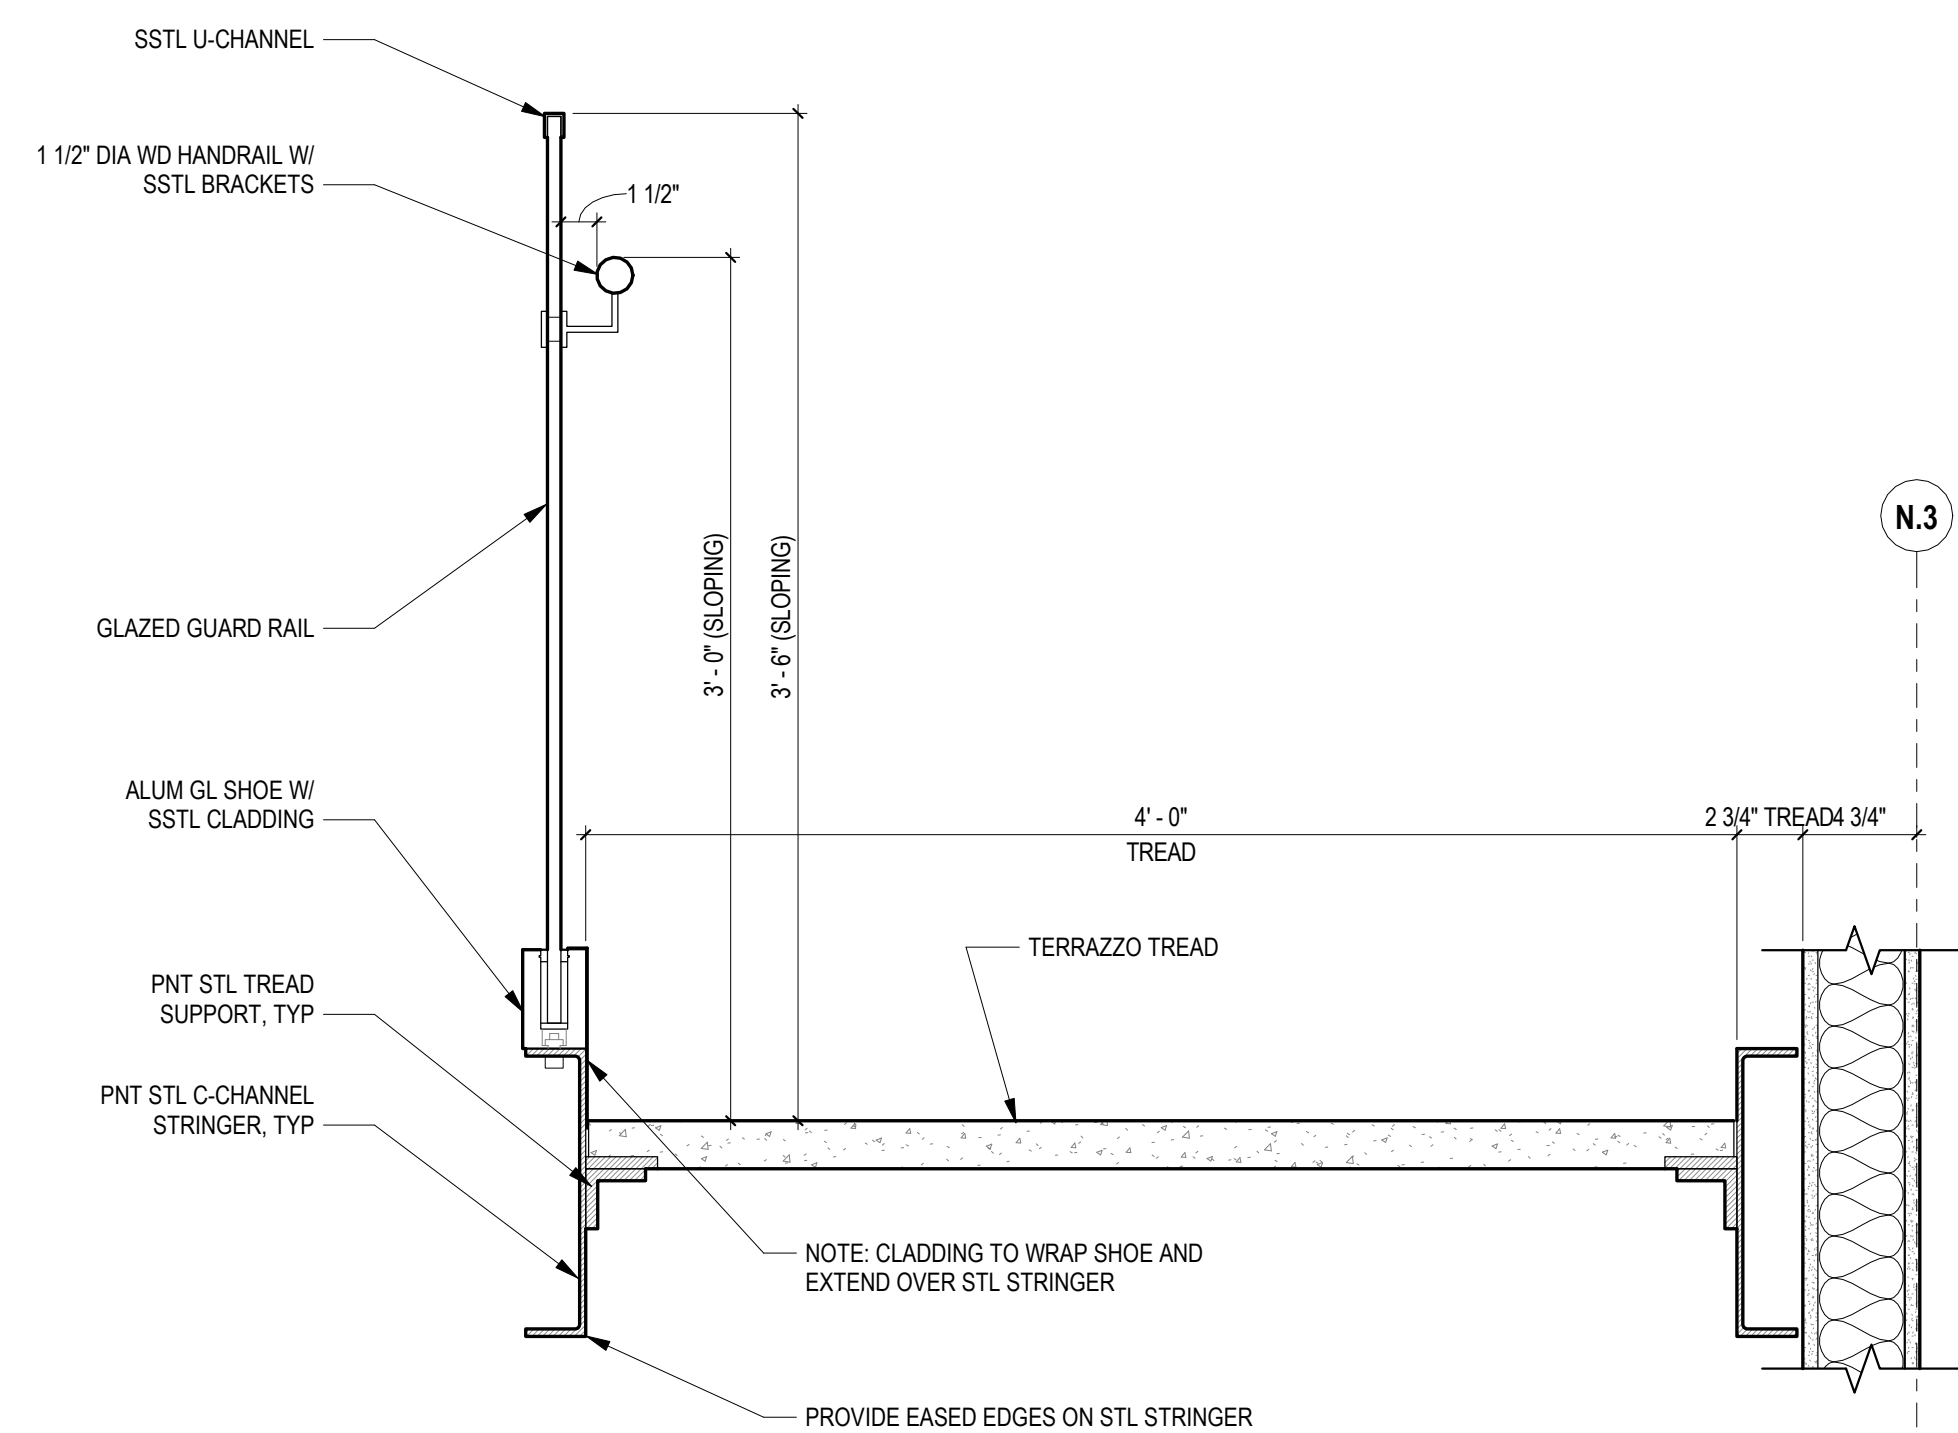 SSTL U-CHANNEL
1 1/2" DIA WD HANDRAIL W/
SSTL BRACKETS
1 1/2"
N.3
GLAZED GUARD RAIL
3' - 0" (SLOPING)
3' - 6" (SLOPING)
ALUM GL SHOE W/
SSTL CLADDING
4' - 0"
TREAD
2 3/4" TREAD4 3/4"
TERRAZZO TREAD
PNT STL TREAD
SUPPORT, TYP
PNT STL C-CHANNEL
STRINGER, TYP
NOTE: CLADDING TO WRAP SHOE AND
EXTEND OVER STL STRINGER
PROVIDE EASED EDGES ON STL STRINGER